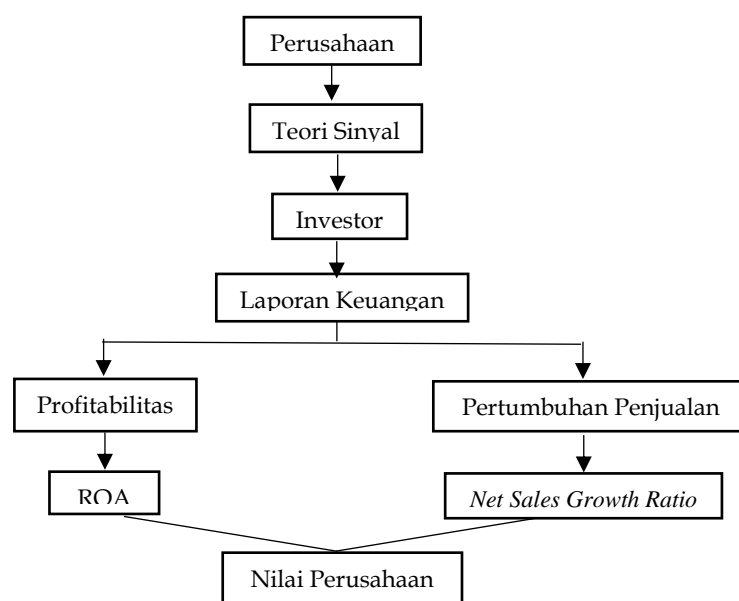 Perusahaan
Teori Sinyal
Investor
Laporan Keuangan
Profitabilitas
Pertumbuhan Penjualan
ROA
Net Sales Growth Ratio
Nilai Perusahaan